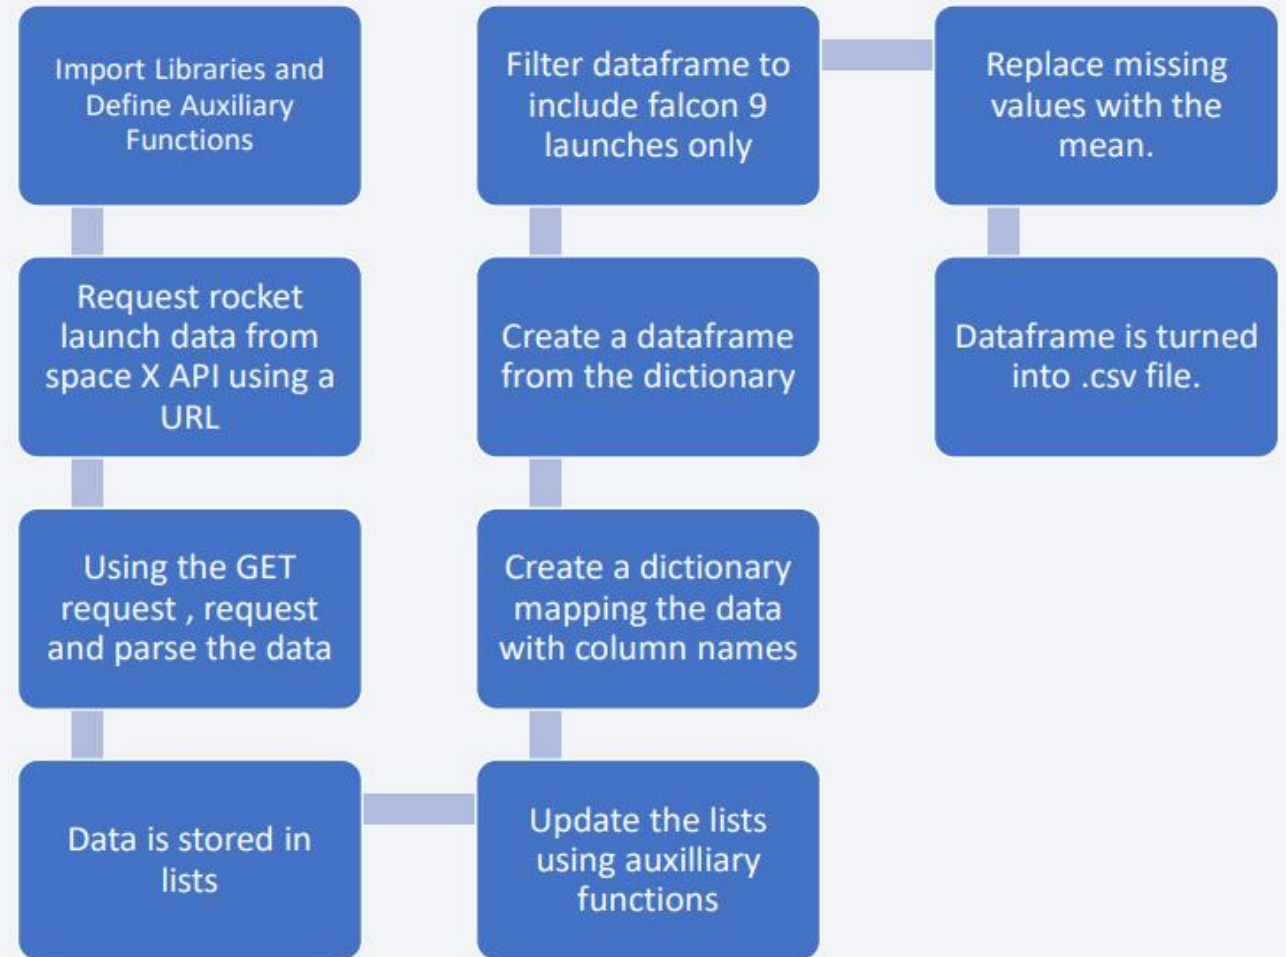 Import Libraries and
Define Auxiliary
Functions
Request rocket
launch data from
space X API using a
URL
Using the GET
request , request
and parse the data
Data is stored in
lists
Update the lists
using auxilliary
functions
Create a dictionary
mapping the data
with column names
Create a dataframe
from the dictionary
Filter dataframe to
include falcon 9
launches only
Replace missing
values with the
mean.
Dataframe is turned
into .csv file.